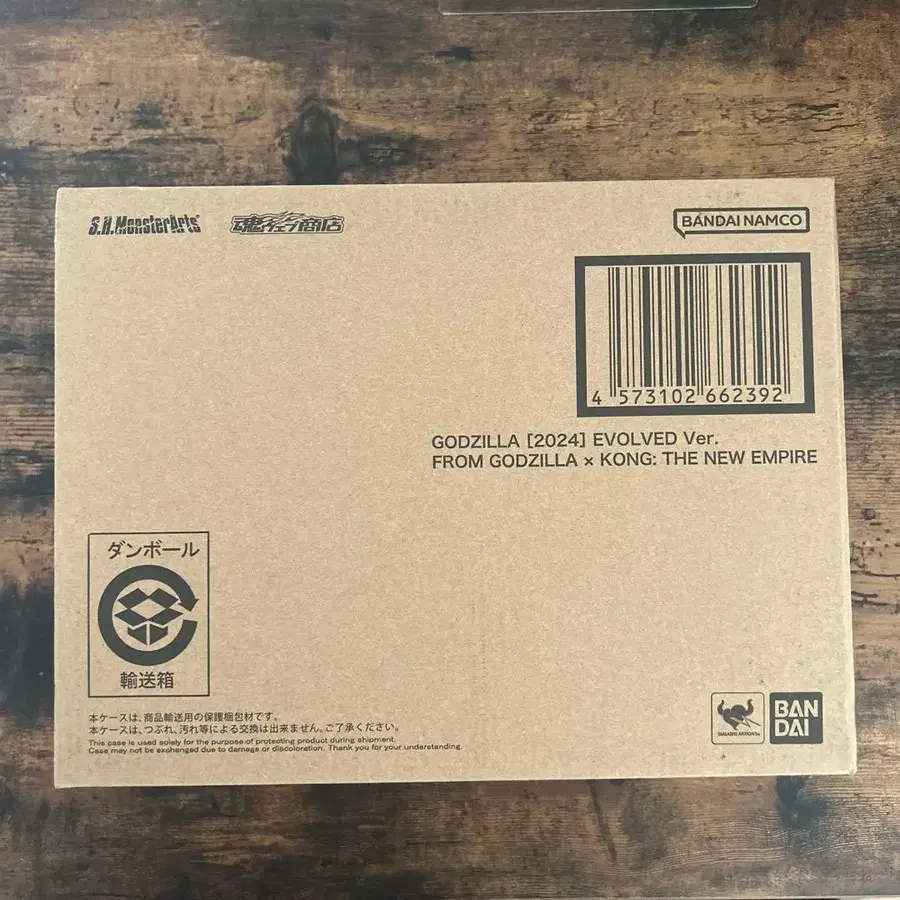 S.H.MonsterArts
魂ウェブ商店
BANDAI NAMCO
4 573102 662392
GODZILLA [2024] EVOLVED Ver.
FROM GODZILLA × KONG: THE NEW EMPIRE
ダンボール
輸送箱
本ケースは、商品輸送用の保護梱包材です。
本ケースは、つぶれ、汚れ等による交換は出来ません。ご了承ください。
This case is used solely for the purpose of protecting product during shipment.
Case may not be exchanged due to damage or discoloration. Thank you for your understanding.
TAMASHII NATIONS
BAN
DAI